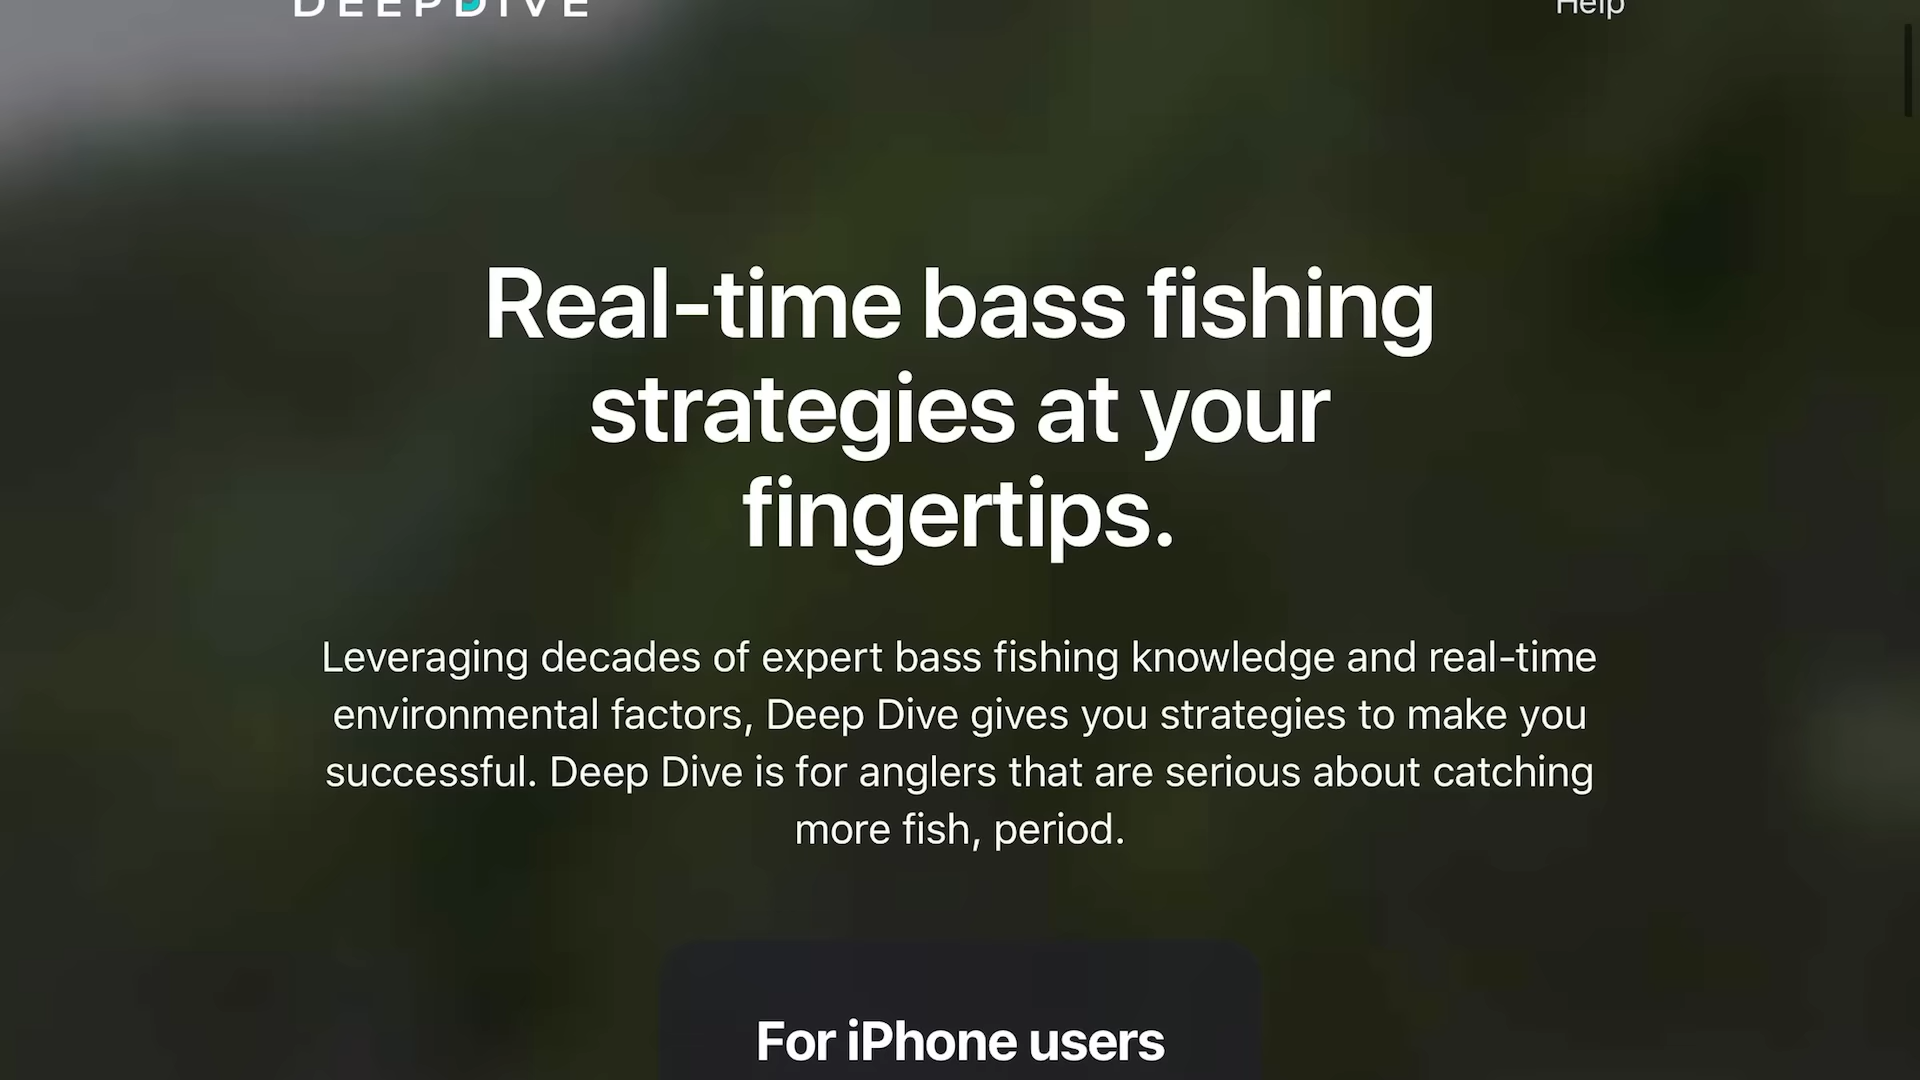 DEEPDIVE
Help
Real-time bass fishing
strategies at your
fingertips.
Leveraging decades of expert bass fishing knowledge and real-time
environmental factors, Deep Dive gives you strategies to make you
successful. Deep Dive is for anglers that are serious about catching
more fish, period.
For iPhone users